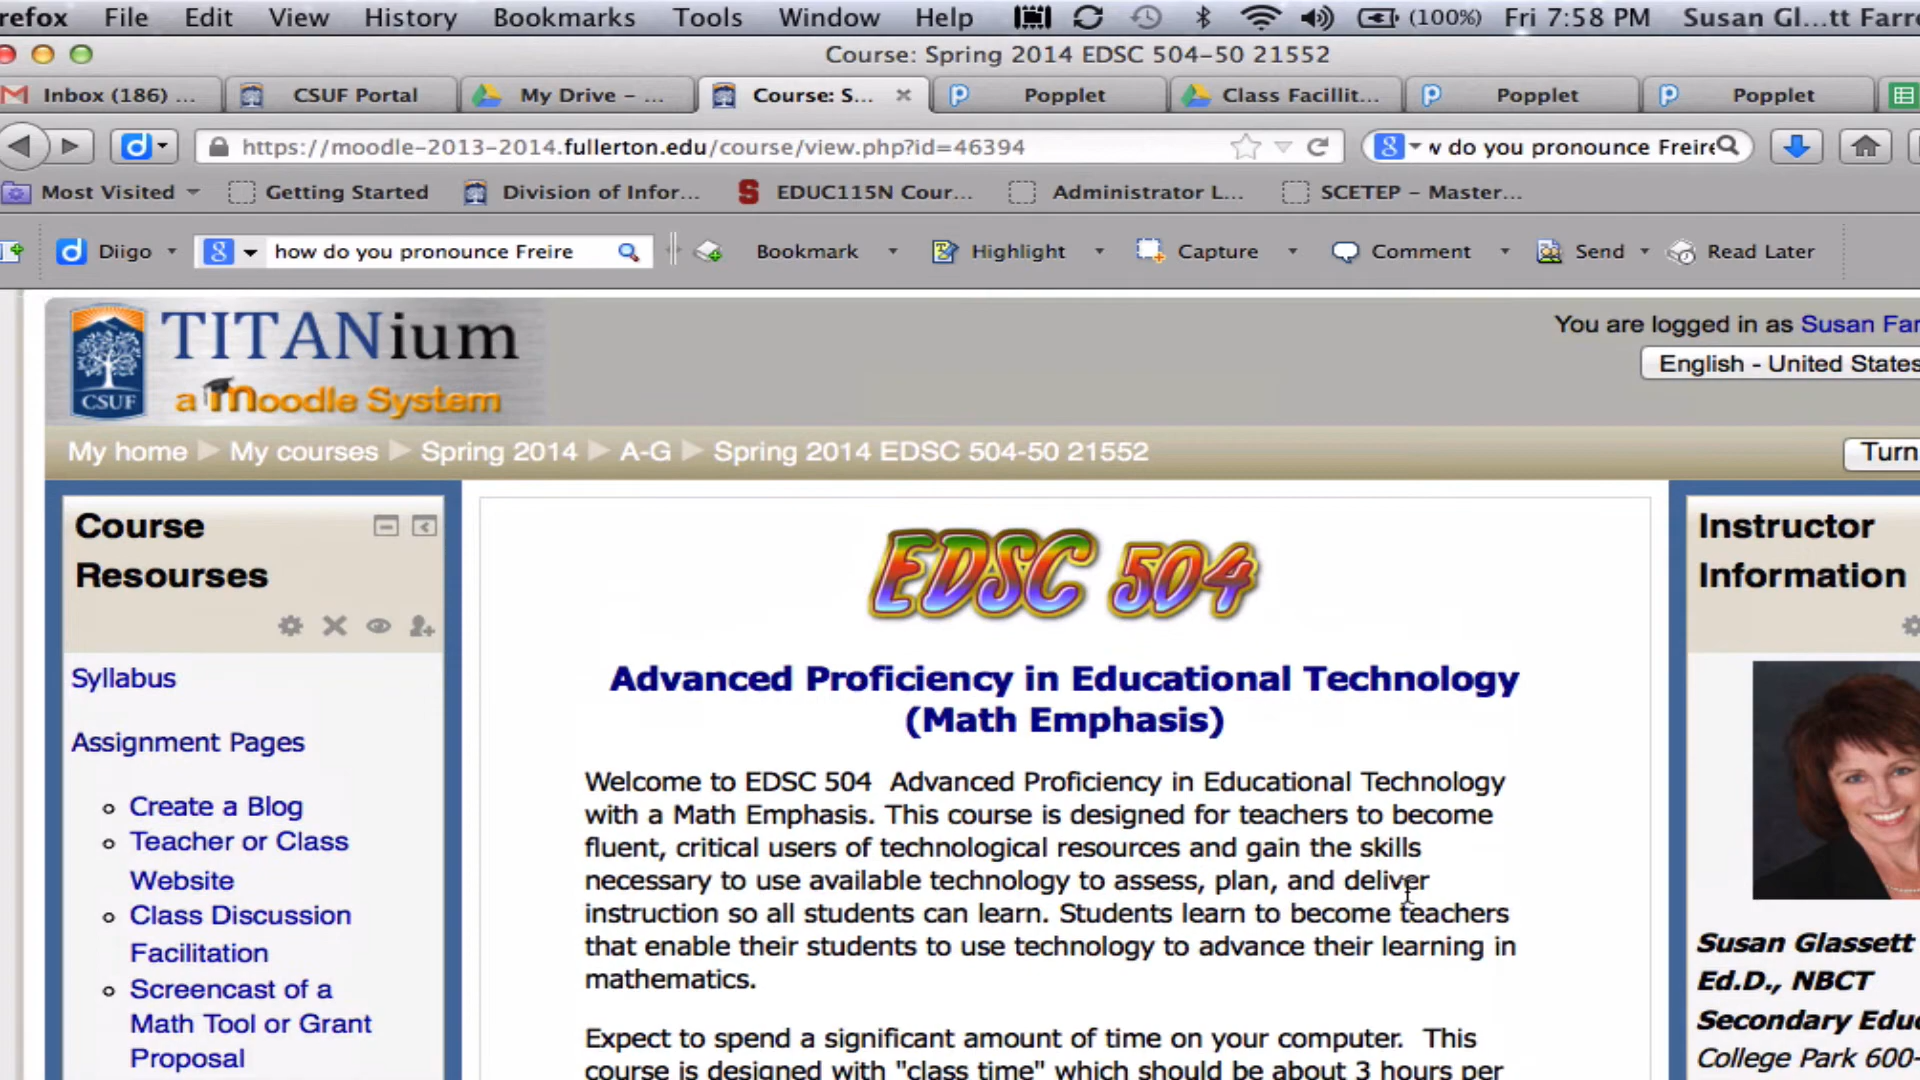 refox File Edit View History Bookmarks Tools Window Help (100%) Fri 7:58 PM Susan Gl...tt Farre
Course: Spring 2014 EDSC 504-50 21552
Inbox (186) ... CSUF Portal My Drive - ... Course: S... Popplet Class Facillit... Popplet Popplet
https://moodle-2013-2014.fullerton.edu/course/view.php?id=46394 w do you pronounce Freire
Most Visited Getting Started Division of Infor... EDUC115N Cour... Administrator L... SCETEP - Master...
Diigo how do you pronounce Freire Bookmark Highlight Capture Comment Send Read Later
TITANium
a Moodle System
CSUF
You are logged in as Susan Far
English - United States
My home My courses Spring 2014 A-G Spring 2014 EDSC 504-50 21552 Turn
Course
Resourses
Syllabus
Assignment Pages
Create a Blog
Teacher or Class
Website
Class Discussion
Facilitation
Screencast of a
Math Tool or Grant
Proposal
EDSC 504
Advanced Proficiency in Educational Technology
(Math Emphasis)
Welcome to EDSC 504 Advanced Proficiency in Educational Technology
with a Math Emphasis. This course is designed for teachers to become
fluent, critical users of technological resources and gain the skills
necessary to use available technology to assess, plan, and deliver
instruction so all students can learn. Students learn to become teachers
that enable their students to use technology to advance their learning in
mathematics.
Expect to spend a significant amount of time on your computer. This
course is designed with "class time" which should be about 3 hours per
Instructor
Information
Susan Glassett
Ed.D., NBCT
Secondary Educ
College Park 600-